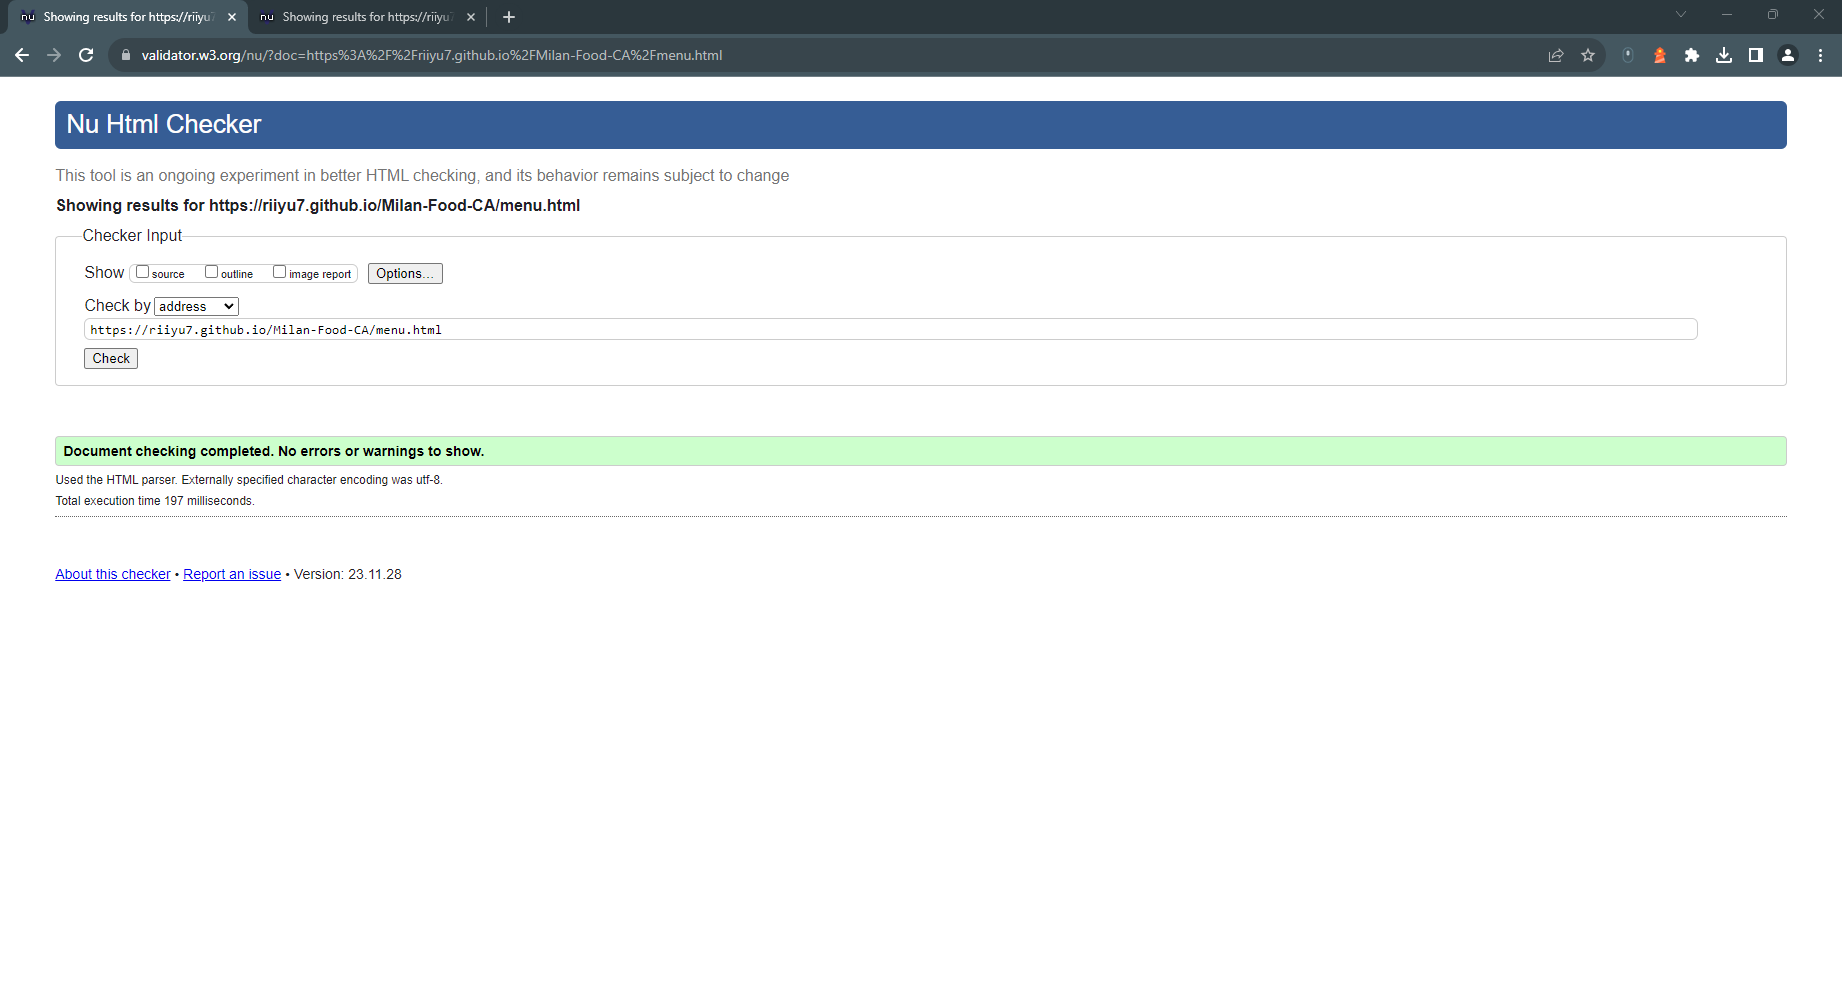 nu Showing results for https://riiyu7
nu Showing results for https://riiyu7
validator.w3.org/nu/?doc=https%3A%2F%2Friiyu7.github.io%2FMilan-Food-CA%2Fmenu.html
Nu Html Checker
This tool is an ongoing experiment in better HTML checking, and its behavior remains subject to change
Showing results for https://riiyu7.github.io/Milan-Food-CA/menu.html
Checker Input
Show source outline image report Options...
Check by address
https://riiyu7.github.io/Milan-Food-CA/menu.html
Check
Document checking completed. No errors or warnings to show.
Used the HTML parser. Externally specified character encoding was utf-8.
Total execution time 197 milliseconds.
About this checker • Report an issue • Version: 23.11.28